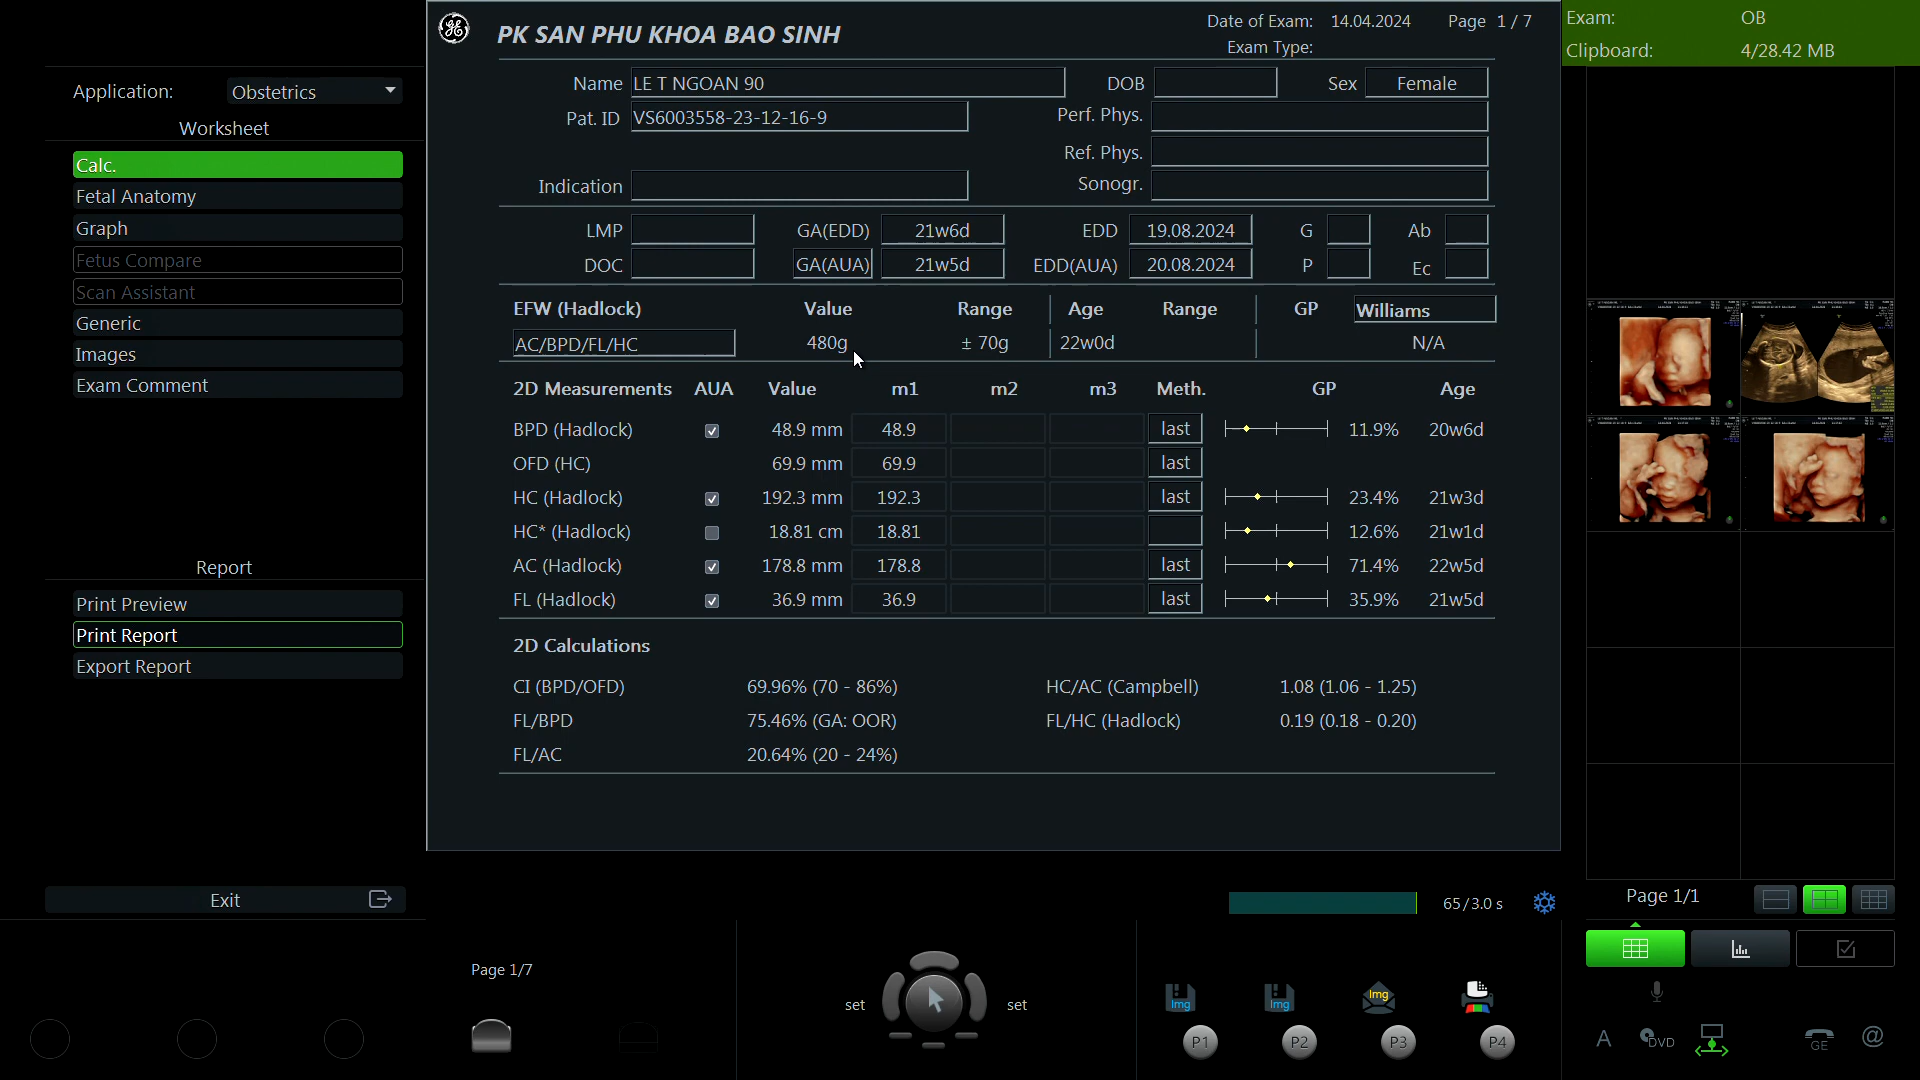 Application: Obstetrics
Worksheet
Calc.
Fetal Anatomy
Graph
Fetus Compare
Scan Assistant
Generic
Images
Exam Comment
Report
Print Preview
Print Report
Export Report
Exit
PK SAN PHU KHOA BAO SINH
Date of Exam: 14.04.2024 Page 1 / 7
Exam Type:
Name LE T NGOAN 90 DOB Sex Female
Pat. ID VS6003558-23-12-16-9 Perf. Phys.
Ref. Phys.
Indication Sonogr.
LMP GA(EDD) 21w6d EDD 19.08.2024 G Ab
DOC GA(AUA) 21w5d EDD(AUA) 20.08.2024 P Ec
EFW (Hadlock) Value Range Age Range GP Williams
AC/BPD/FL/HC 480g ± 70g 22w0d N/A
2D Measurements AUA Value m1 m2 m3 Meth. GP Age
BPD (Hadlock) 48.9 mm 48.9 last 11.9% 20w6d
OFD (HC) 69.9 mm 69.9 last
HC (Hadlock) 192.3 mm 192.3 last 23.4% 21w3d
HC* (Hadlock) 18.81 cm 18.81 12.6% 21w1d
AC (Hadlock) 178.8 mm 178.8 last 71.4% 22w5d
FL (Hadlock) 36.9 mm 36.9 last 35.9% 21w5d
2D Calculations
CI (BPD/OFD) 69.96% (70 - 86%) HC/AC (Campbell) 1.08 (1.06 - 1.25)
FL/BPD 75.46% (GA: OOR) FL/HC (Hadlock) 0.19 (0.18 - 0.20)
FL/AC 20.64% (20 - 24%)
65/3.0 s
Page 1/7
set set
Img Img Img
P1 P2 P3 P4
Exam: OB
Clipboard: 4/28.42 MB
Page 1/1
A DVD GE @